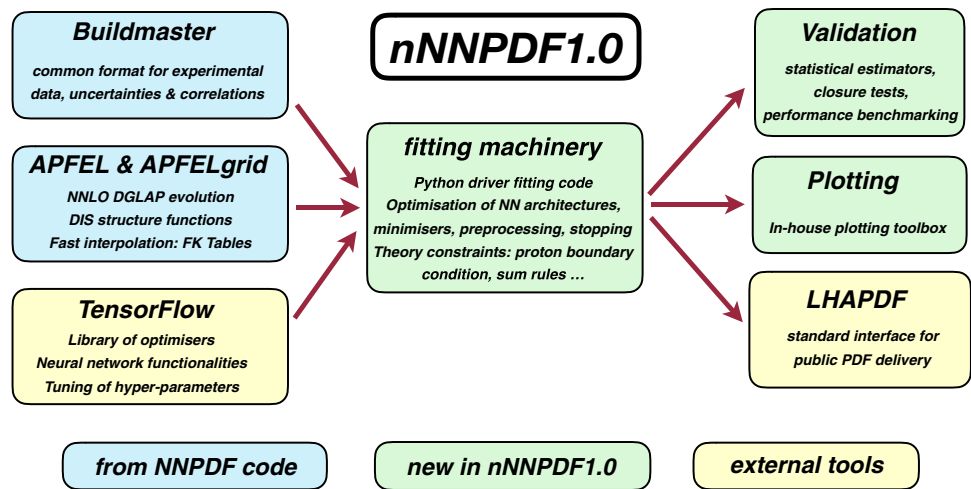 nNNPDF1.0
Buildmaster
common format for experimental
data, uncertainties & correlations
APFEL & APFELgrid
NNLO DGLAP evolution
DIS structure functions
Fast interpolation: FK Tables
TensorFlow
Library of optimisers
Neural network functionalities
Tuning of hyper-parameters
fitting machinery
Python driver fitting code
Optimisation of NN architectures,
minimisers, preprocessing, stopping
Theory constraints: proton boundary
condition, sum rules ...
Validation
statistical estimators,
closure tests,
performance benchmarking
Plotting
In-house plotting toolbox
LHAPDF
standard interface for
public PDF delivery
from NNPDF code
new in nNNPDF1.0
external tools